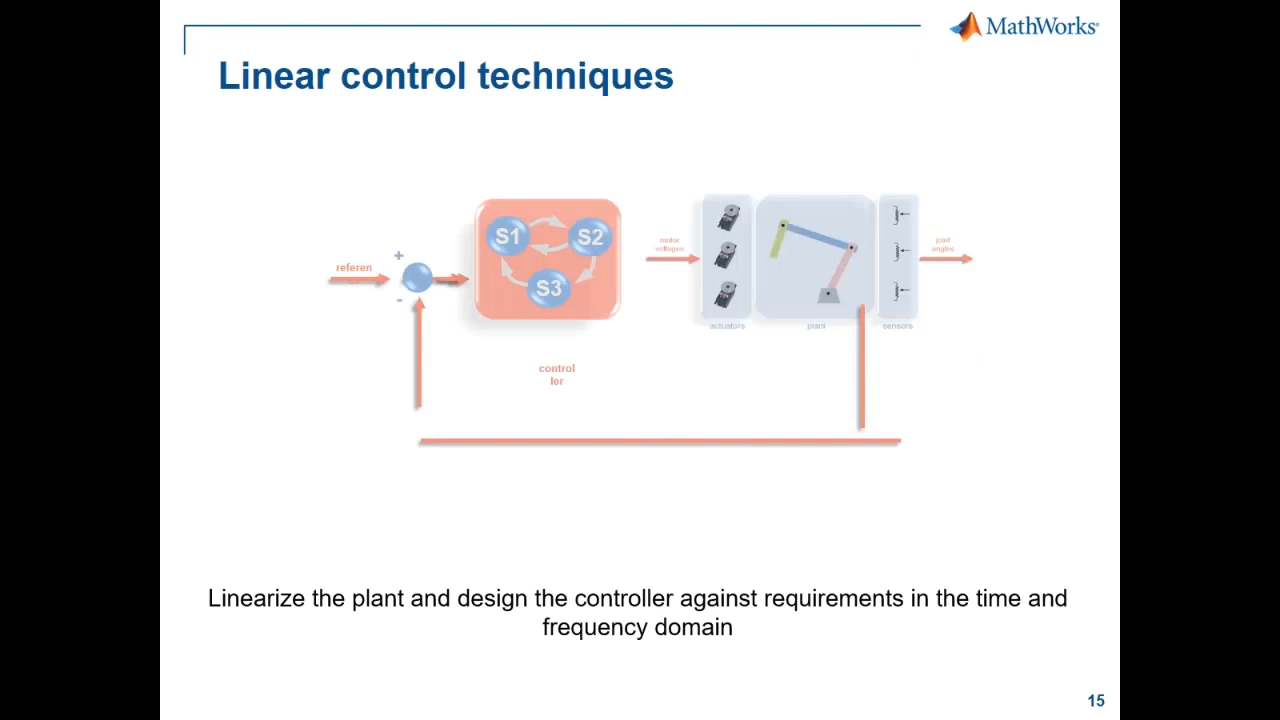 MathWorks®
Linear control techniques
S1
S2
S3
+
referen
-
motor
voltages
joint
angles
actuators
plant
sensors
control
ler
Linearize the plant and design the controller against requirements in the time and
frequency domain
15